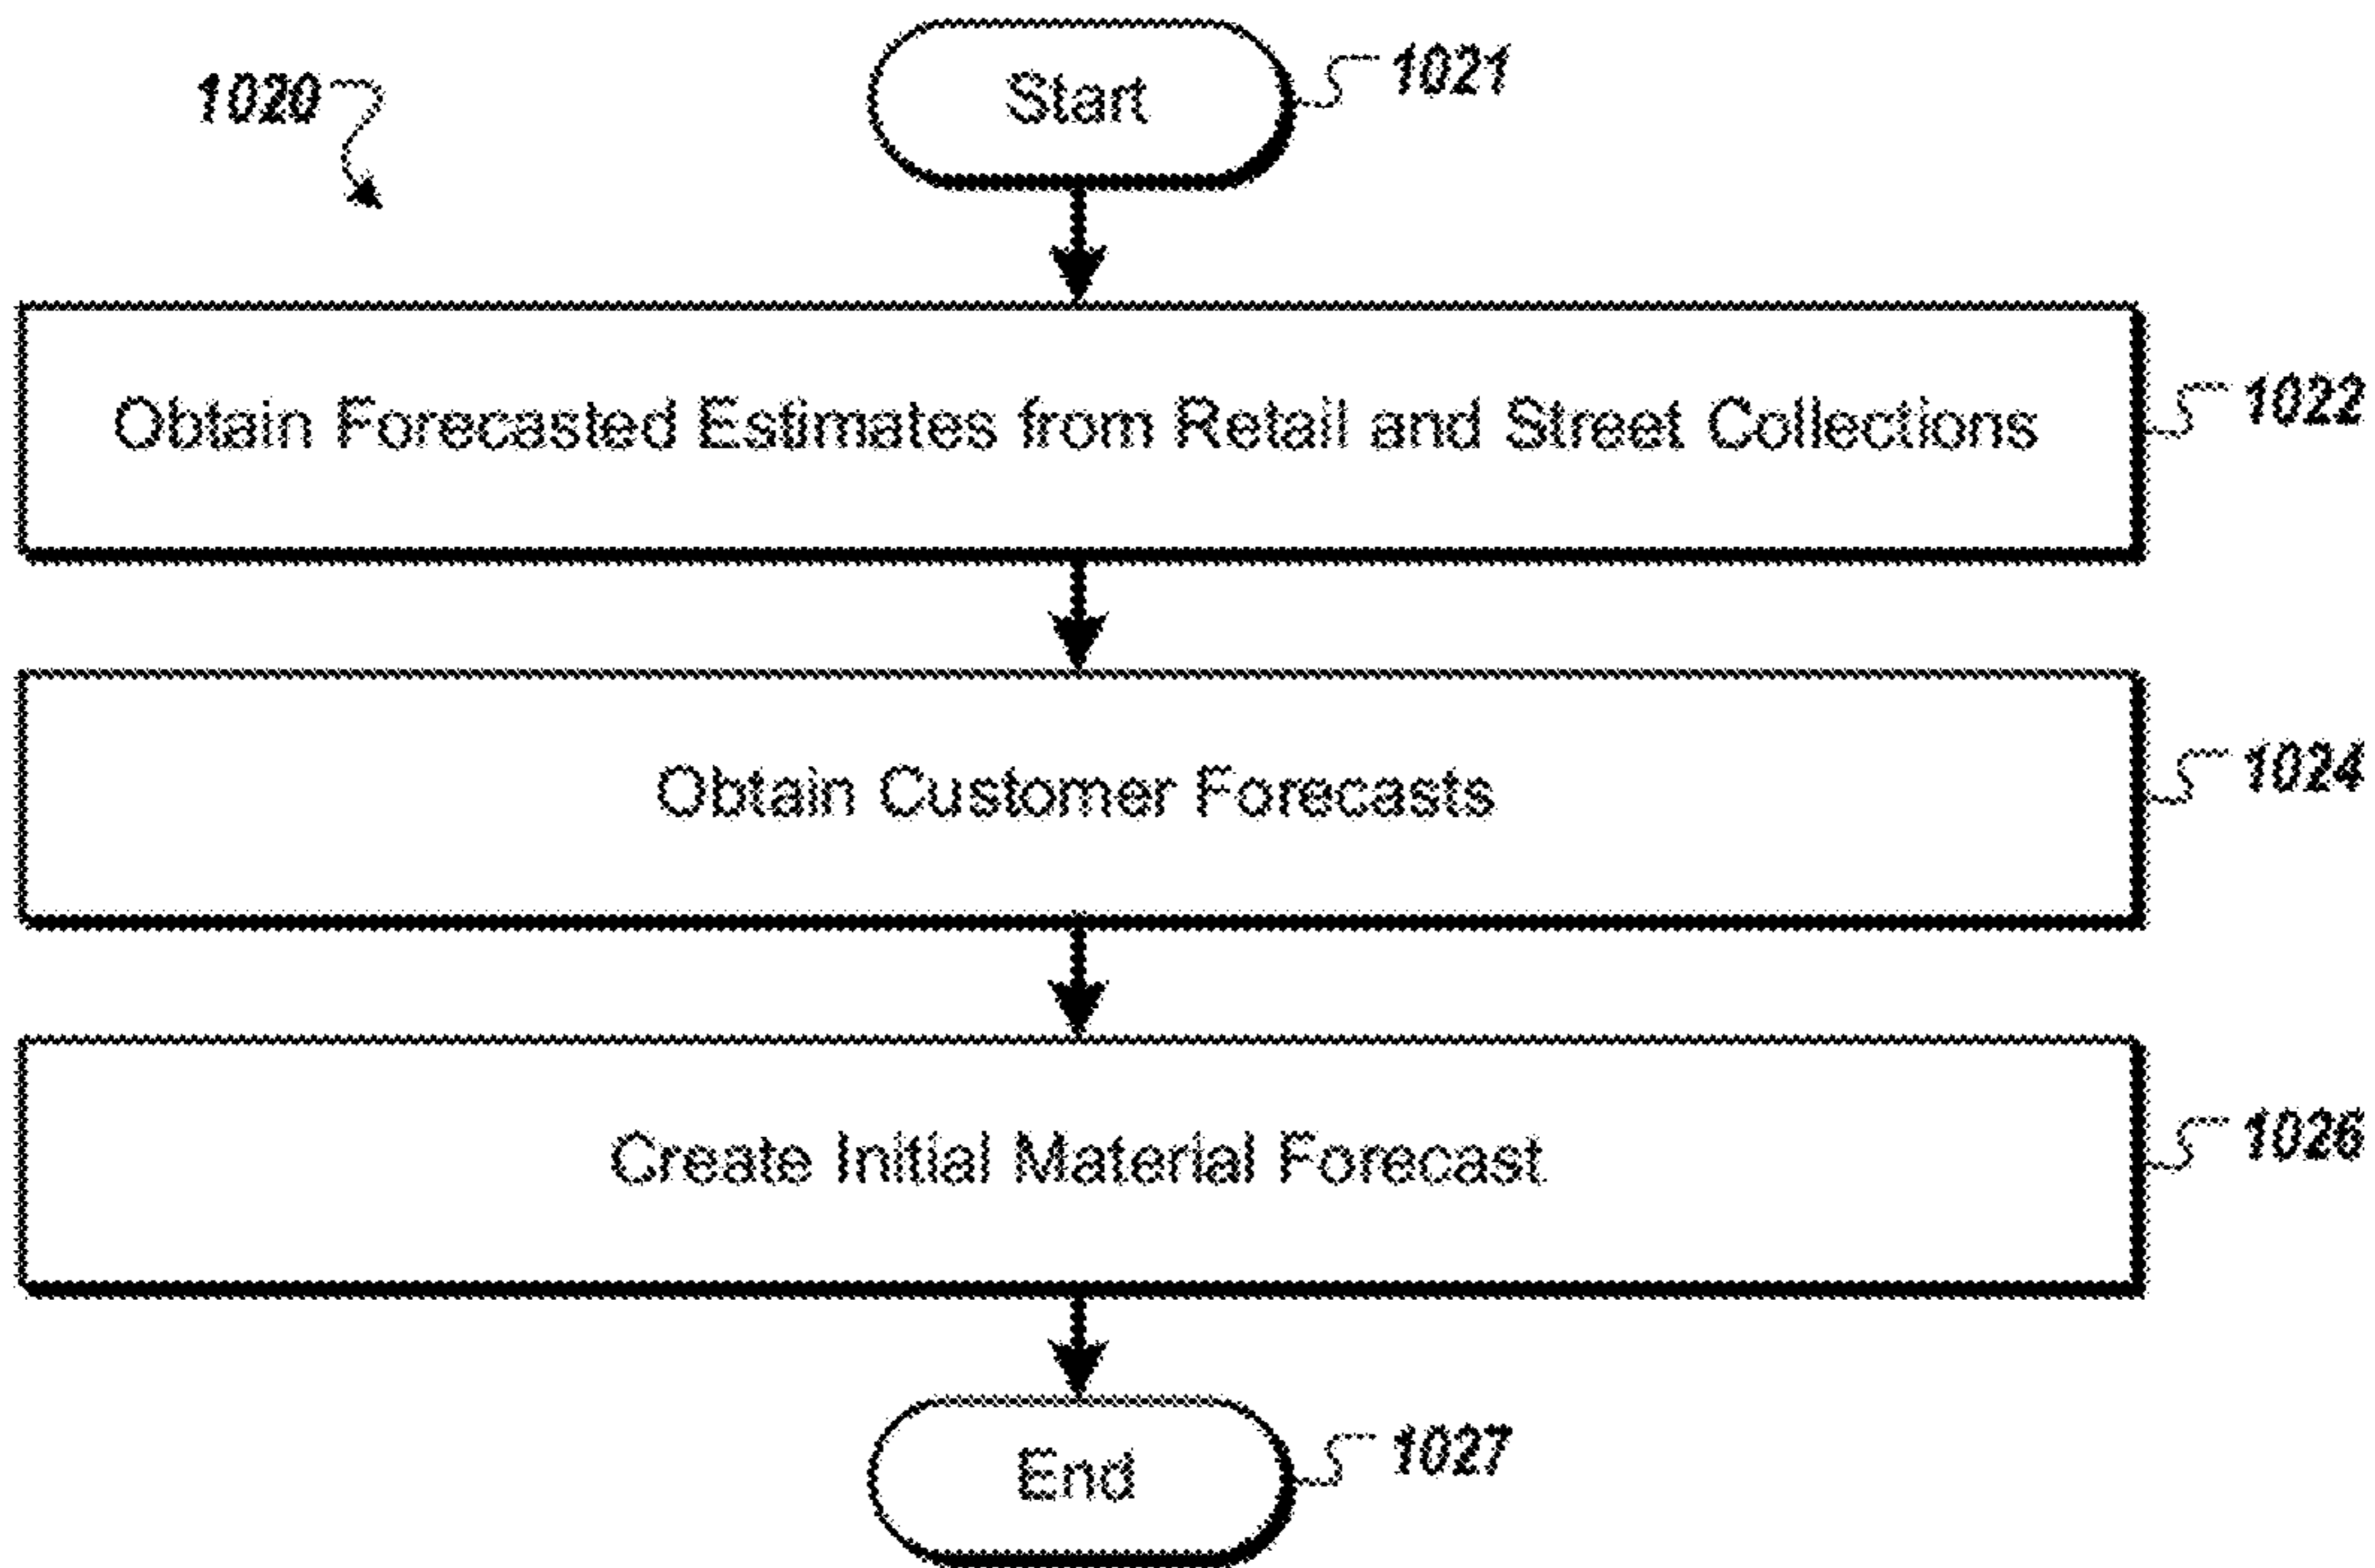 1020
Start
1021
Obtain Forecasted Estimates from Retail and Street Collections
1022
Obtain Customer Forecasts
1024
Create Initial Material Forecast
1026
End
1027